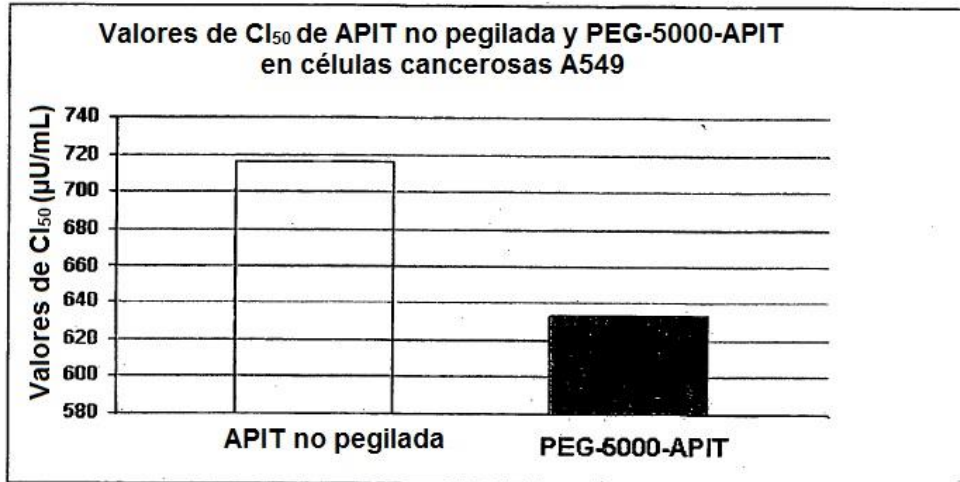 Valores de CI₅₀ de APIT no pegilada y PEG-5000-APIT
en células cancerosas A549
Valores de CI₅₀ (µU/mL)
740
720
700
680
660
640
620
600
580
APIT no pegilada
PEG-5000-APIT